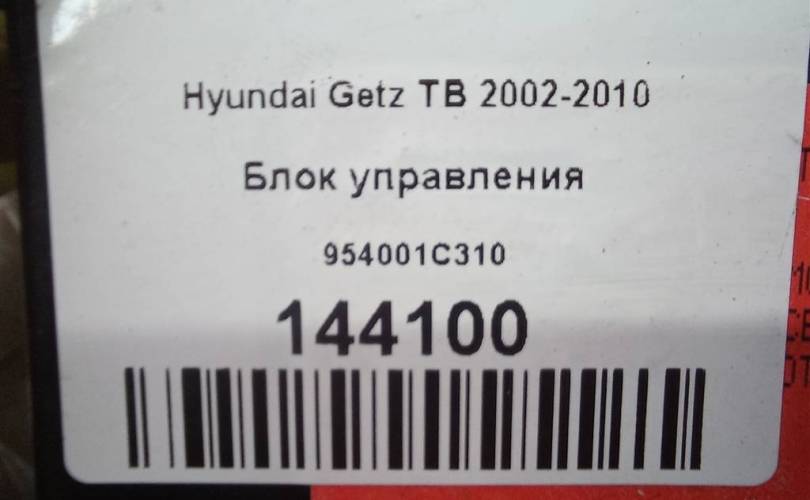 Hyundai Getz TB 2002-2010
Блок управления
954001C310
144100